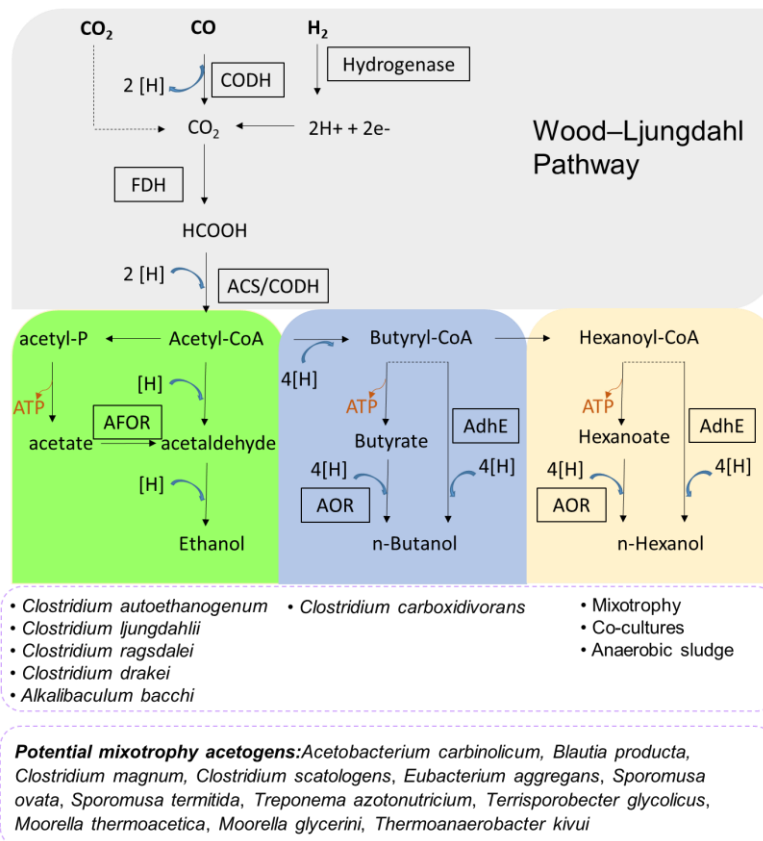 CO2 CO H2
2 [H] CODH Hydrogenase
CO2 2H+ + 2e-
Wood–Ljungdahl
Pathway
FDH
HCOOH
2 [H] ACS/CODH
acetyl-P Acetyl-CoA Butyryl-CoA Hexanoyl-CoA
[H] 4[H]
ATP ATP ATP
AFOR AdhE AdhE
acetate acetaldehyde Butyrate Hexanoate
[H] 4[H] 4[H] 4[H] 4[H]
AOR AOR
Ethanol n-Butanol n-Hexanol
• Clostridium autoethanogenum
• Clostridium ljungdahlii
• Clostridium ragsdalei
• Clostridium drakei
• Alkalibaculum bacchi
• Clostridium carboxidivorans
• Mixotrophy
• Co-cultures
• Anaerobic sludge
Potential mixotrophy acetogens:Acetobacterium carbinolicum, Blautia producta,
Clostridium magnum, Clostridium scatologens, Eubacterium aggregans, Sporomusa
ovata, Sporomusa termitida, Treponema azotonutricium, Terrisporobecter glycolicus,
Moorella thermoacetica, Moorella glycerini, Thermoanaerobacter kivui